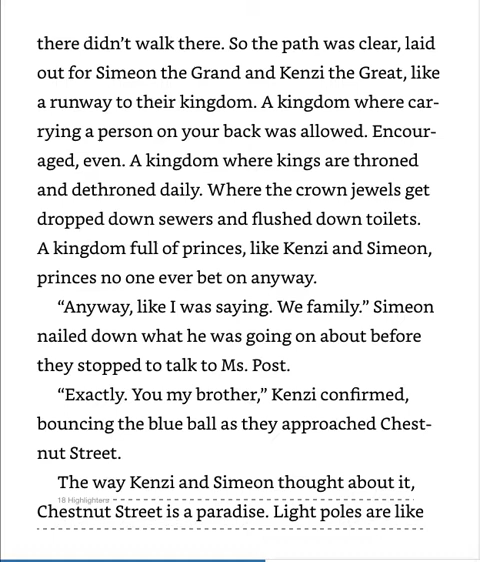 there didn’t walk there. So the path was clear, laid
out for Simeon the Grand and Kenzi the Great, like
a runway to their kingdom. A kingdom where car-
rying a person on your back was allowed. Encour-
aged, even. A kingdom where kings are throned
and dethroned daily. Where the crown jewels get
dropped down sewers and flushed down toilets.
A kingdom full of princes, like Kenzi and Simeon,
princes no one ever bet on anyway.
“Anyway, like I was saying. We family.” Simeon
nailed down what he was going on about before
they stopped to talk to Ms. Post.
“Exactly. You my brother,” Kenzi confirmed,
bouncing the blue ball as they approached Chest-
nut Street.
The way Kenzi and Simeon thought about it,
18 Highlighters
Chestnut Street is a paradise. Light poles are like